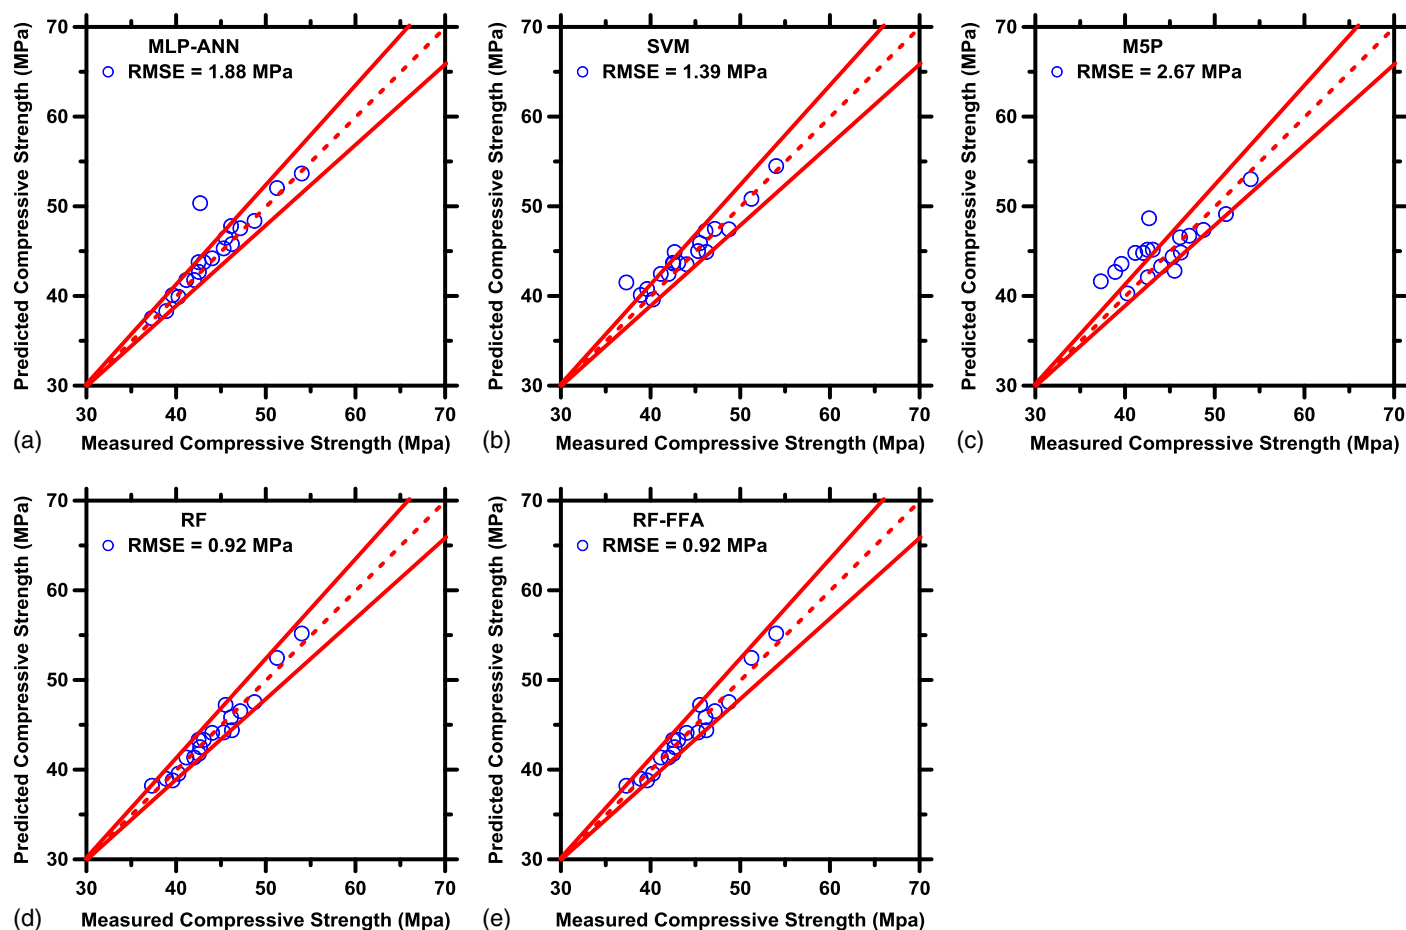 Predicted Compressive Strength (MPa)
70
60
50
40
30
MLP-ANN
RMSE = 1.88 MPa
30 40 50 60 70
(a) Measured Compressive Strength (Mpa)
Predicted Compressive Strength (MPa)
70
60
50
40
30
SVM
RMSE = 1.39 MPa
30 40 50 60 70
(b) Measured Compressive Strength (Mpa)
Predicted Compressive Strength (MPa)
70
60
50
40
30
M5P
RMSE = 2.67 MPa
30 40 50 60 70
(c) Measured Compressive Strength (Mpa)
Predicted Compressive Strength (MPa)
70
60
50
40
30
RF
RMSE = 0.92 MPa
30 40 50 60 70
(d) Measured Compressive Strength (Mpa)
Predicted Compressive Strength (MPa)
70
60
50
40
30
RF-FFA
RMSE = 0.92 MPa
30 40 50 60 70
(e) Measured Compressive Strength (Mpa)